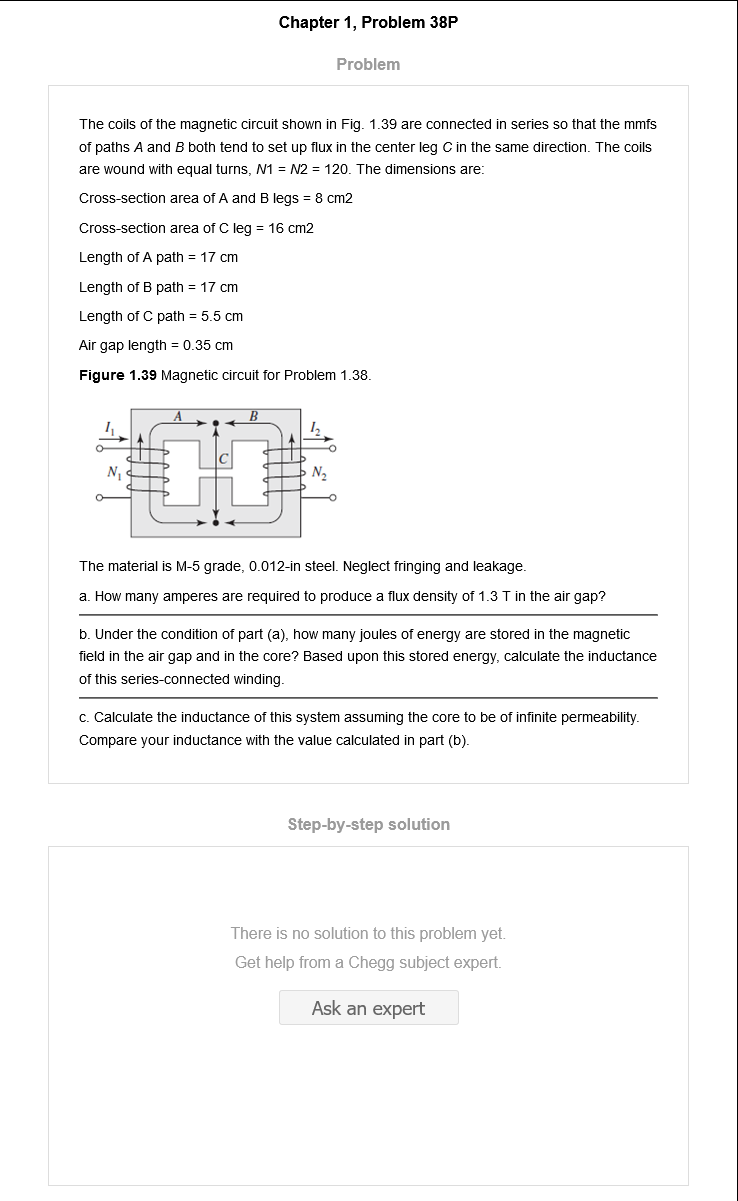 Chapter 1, Problem 38P
Problem
The coils of the magnetic circuit shown in Fig. 1.39 are connected in series so that the mmfs
of paths A and B both tend to set up flux in the center leg C in the same direction. The coils
are wound with equal turns, N1 = N2 = 120. The dimensions are:
Cross-section area of A and B legs = 8 cm2
Cross-section area of C leg = 16 cm2
Length of A path = 17 cm
Length of B path = 17 cm
Length of C path = 5.5 cm
Air gap length = 0.35 cm
Figure 1.39 Magnetic circuit for Problem 1.38.
A B
I₁ I₂
C
N₁ N₂
The material is M-5 grade, 0.012-in steel. Neglect fringing and leakage.
a. How many amperes are required to produce a flux density of 1.3 T in the air gap?
b. Under the condition of part (a), how many joules of energy are stored in the magnetic
field in the air gap and in the core? Based upon this stored energy, calculate the inductance
of this series-connected winding.
c. Calculate the inductance of this system assuming the core to be of infinite permeability.
Compare your inductance with the value calculated in part (b).
Step-by-step solution
There is no solution to this problem yet.
Get help from a Chegg subject expert.
Ask an expert